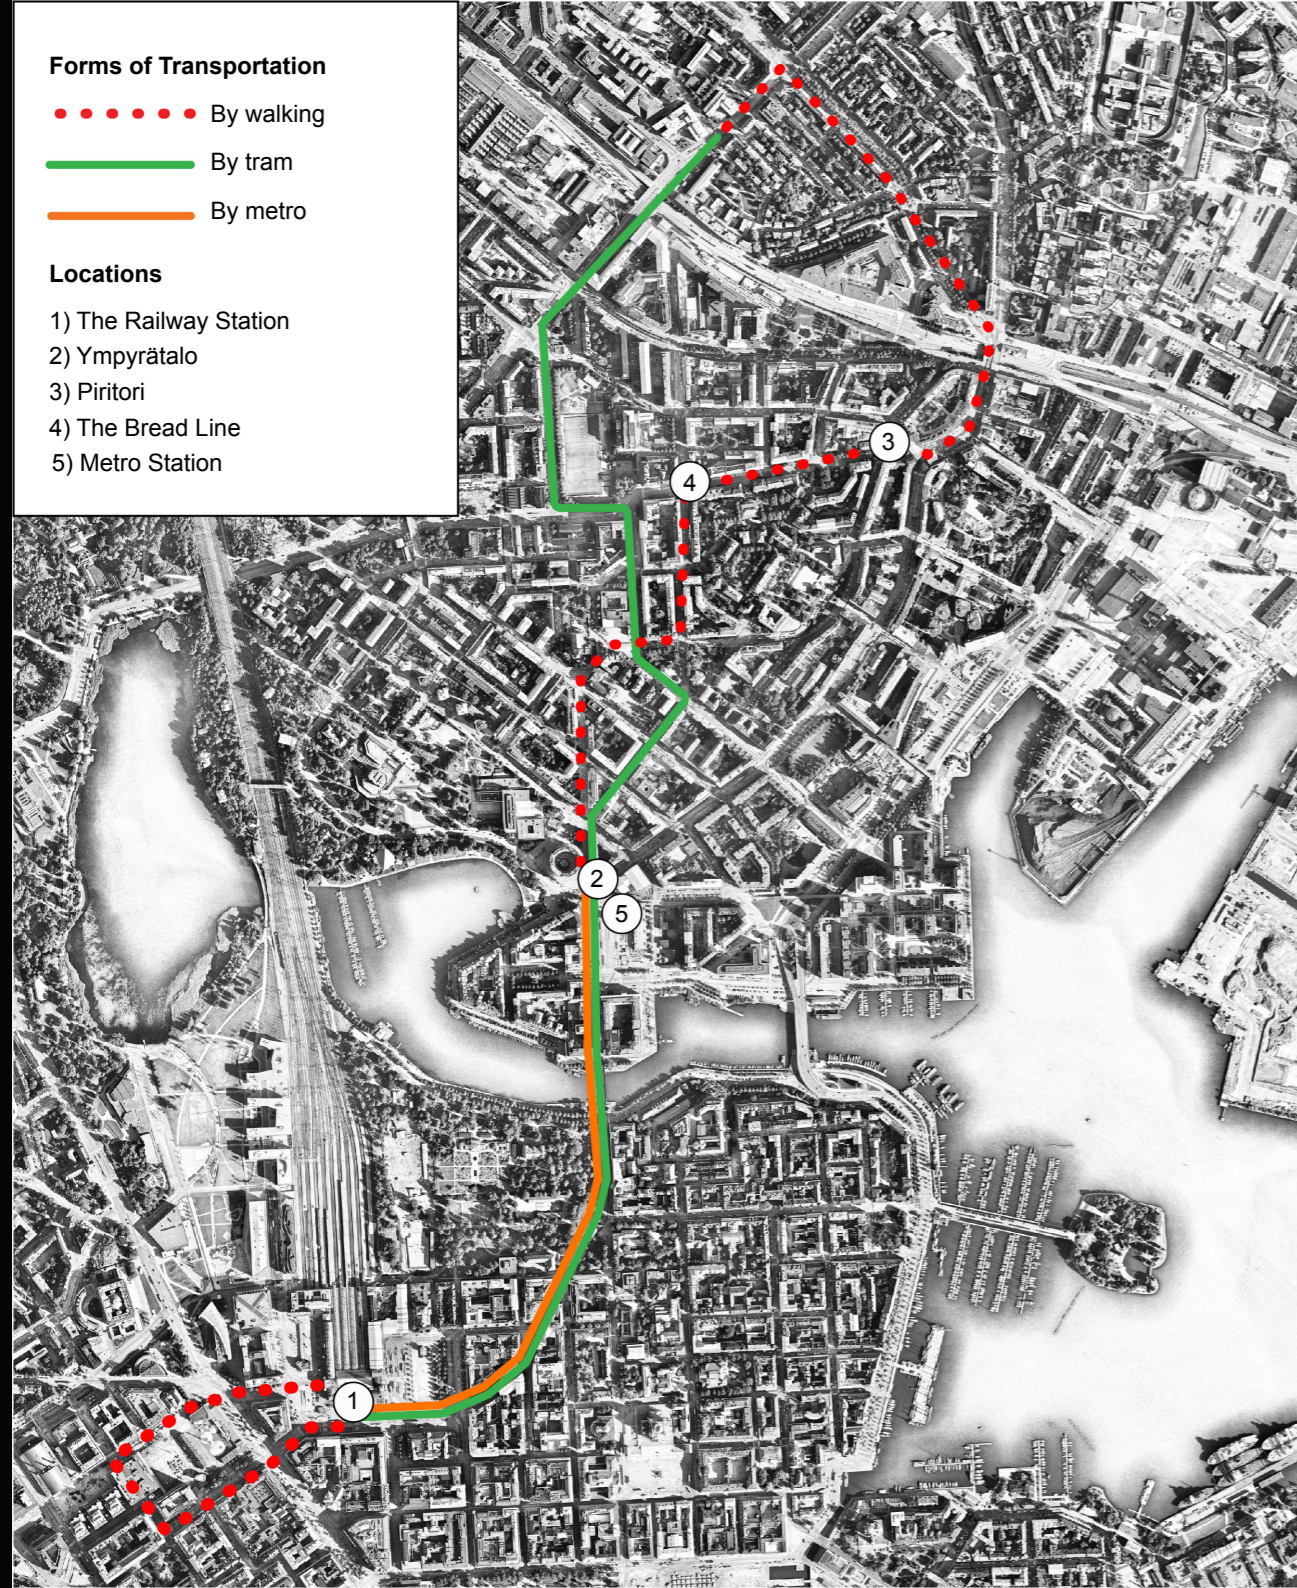 Forms of Transportation
By walking
By tram
By metro
Locations
1) The Railway Station
2) Ympyrätalo
3) Piritori
4) The Bread Line
5) Metro Station
3
4
2
5
1